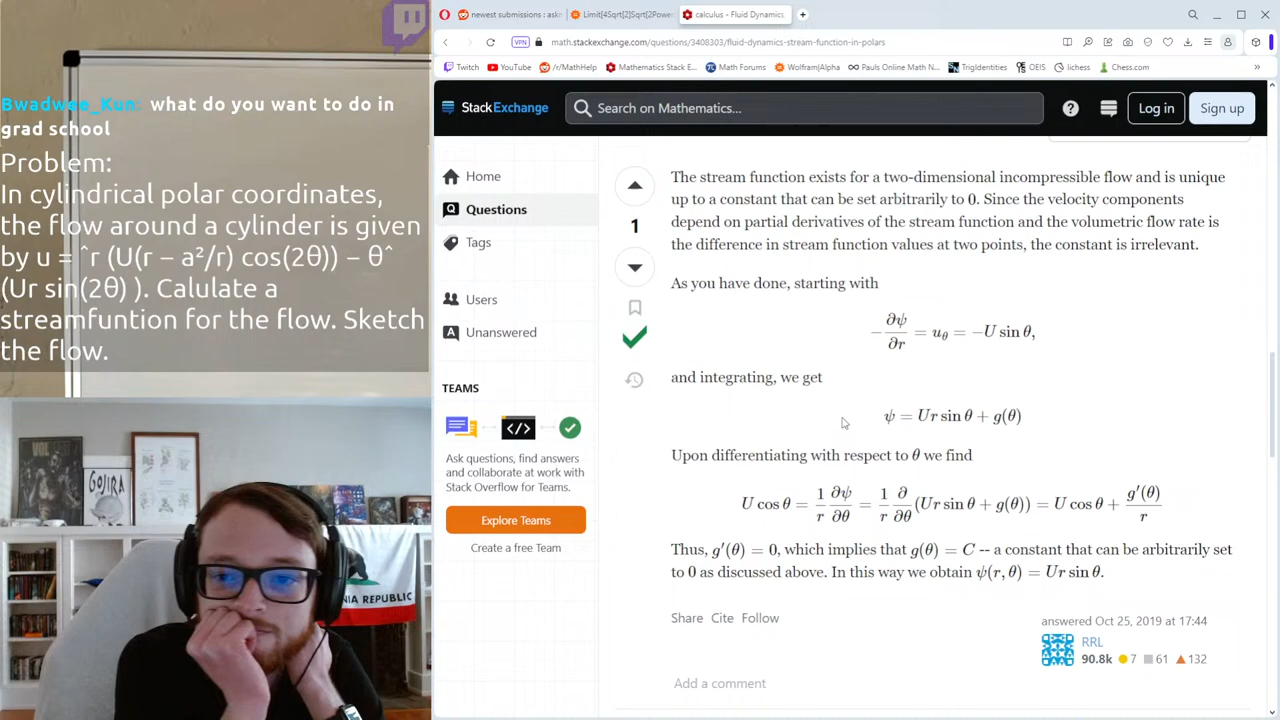 newest submissions : ask
Limit[4Sqrt[2]Sqrt[2Power
calculus - Fluid Dynamics,
VPN
math.stackexchange.com/questions/3408303/fluid-dynamics-stream-function-in-polars
Twitch
YouTube
/r/MathHelp
Mathematics Stack E...
Math Forums
Wolfram|Alpha
Pauls Online Math N...
TrigIdentities
OEIS
lichess
Chess.com
StackExchange
Search on Mathematics...
Log in
Sign up
Bwadwee_Kun: what do you want to do in
grad school
Problem:
In cylindrical polar coordinates,
the flow around a cylinder is given
by u = ˆr (U(r − a²/r) cos(2θ)) − θˆ
(Ur sin(2θ) ). Calulate a
streamfuntion for the flow. Sketch
the flow.
GOJIRA
RNIA REPUBLIC
Home
Questions
Tags
Users
Unanswered
TEAMS
Ask questions, find answers
and collaborate at work with
Stack Overflow for Teams.
Explore Teams
Create a free Team
1
The stream function exists for a two-dimensional incompressible flow and is unique
up to a constant that can be set arbitrarily to 0. Since the velocity components
depend on partial derivatives of the stream function and the volumetric flow rate is
the difference in stream function values at two points, the constant is irrelevant.
As you have done, starting with
−∂ψ/∂r = u_θ = −U sin θ,
and integrating, we get
ψ = Ur sin θ + g(θ)
Upon differentiating with respect to θ we find
U cos θ = 1/r ∂ψ/∂θ = 1/r ∂/∂θ (Ur sin θ + g(θ)) = U cos θ + g′(θ)/r
Thus, g′(θ) = 0, which implies that g(θ) = C -- a constant that can be arbitrarily set
to 0 as discussed above. In this way we obtain ψ(r, θ) = Ur sin θ.
Share Cite Follow
answered Oct 25, 2019 at 17:44
RRL
90.8k 7 61 132
Add a comment